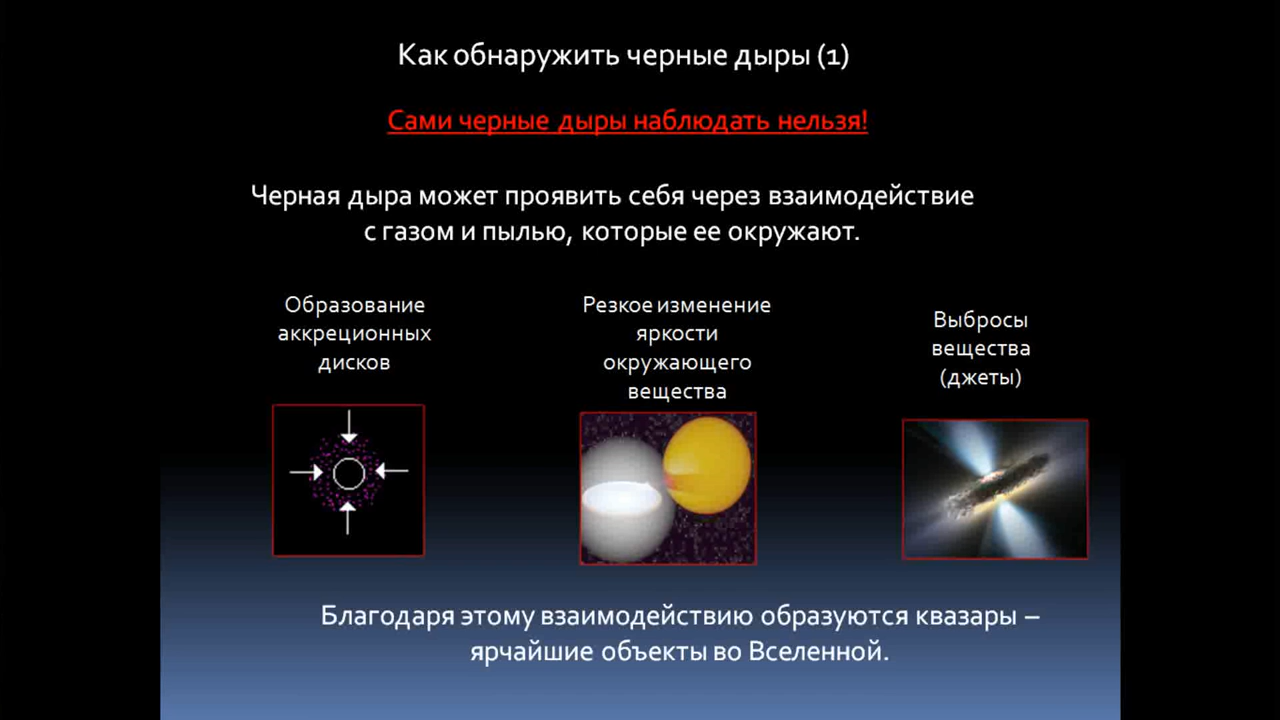 Как обнаружить черные дыры (1)
Сами черные дыры наблюдать нельзя!
Черная дыра может проявить себя через взаимодействие
с газом и пылью, которые ее окружают.
Образование
аккреционных
дисков
Резкое изменение
яркости
окружающего
вещества
Выбросы
вещества
(джеты)
Благодаря этому взаимодействию образуются квазары –
ярчайшие объекты во Вселенной.